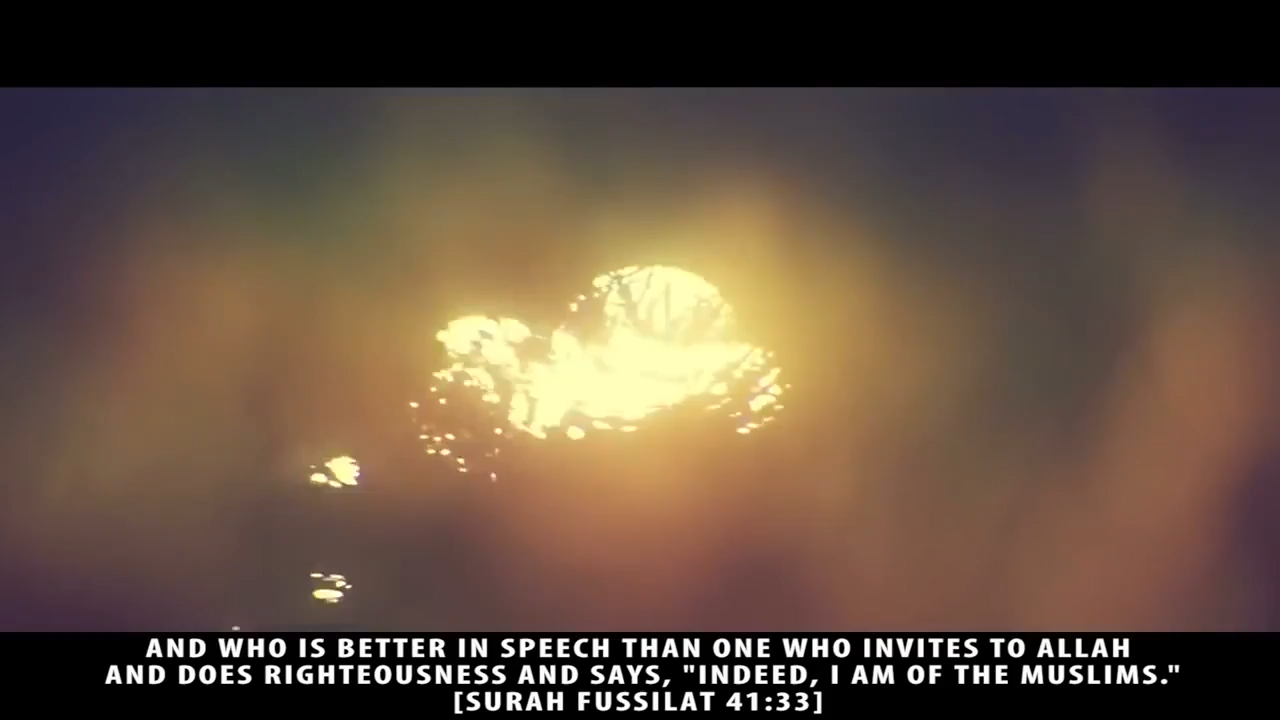 AND WHO IS BETTER IN SPEECH THAN ONE WHO INVITES TO ALLAH
AND DOES RIGHTEOUSNESS AND SAYS, "INDEED, I AM OF THE MUSLIMS."
[SURAH FUSSILAT 41:33]